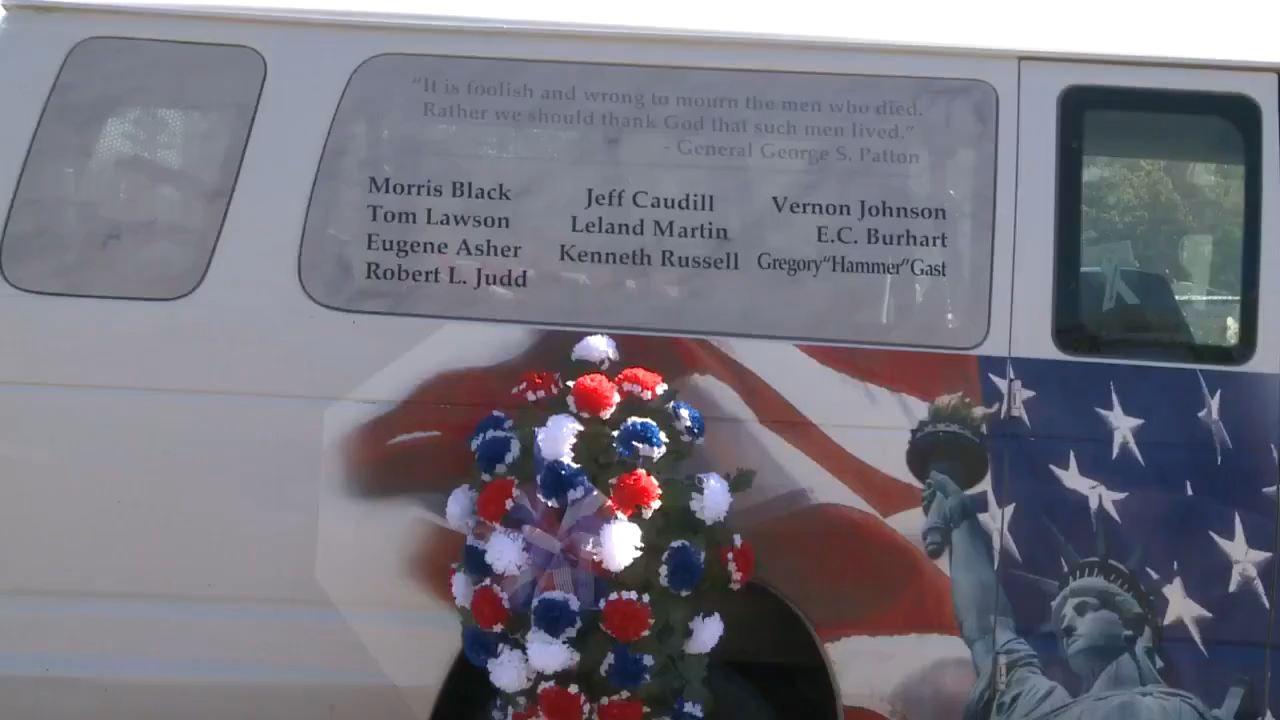 "It is foolish and wrong to mourn the men who died.
Rather we should thank God that such men lived."
- General George S. Patton
Morris Black
Tom Lawson
Eugene Asher
Robert L. Judd
Jeff Caudill
Leland Martin
Kenneth Russell
Vernon Johnson
E.C. Burhart
Gregory"Hammer"Gast